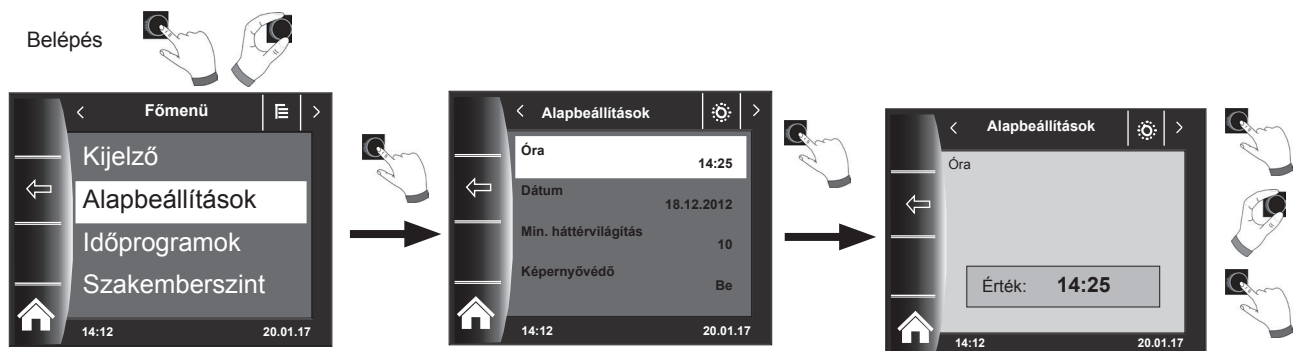 Belépés
Főmenü
Kijelző
Alapbeállítások
Időprogramok
Szakemberszint
14:12 20.01.17
Alapbeállítások
Óra
14:25
Dátum
18.12.2012
Min. háttérvilágítás
10
Képernyővédő
Be
14:12 20.01.17
Alapbeállítások
Óra
Érték: 14:25
14:12 20.01.17